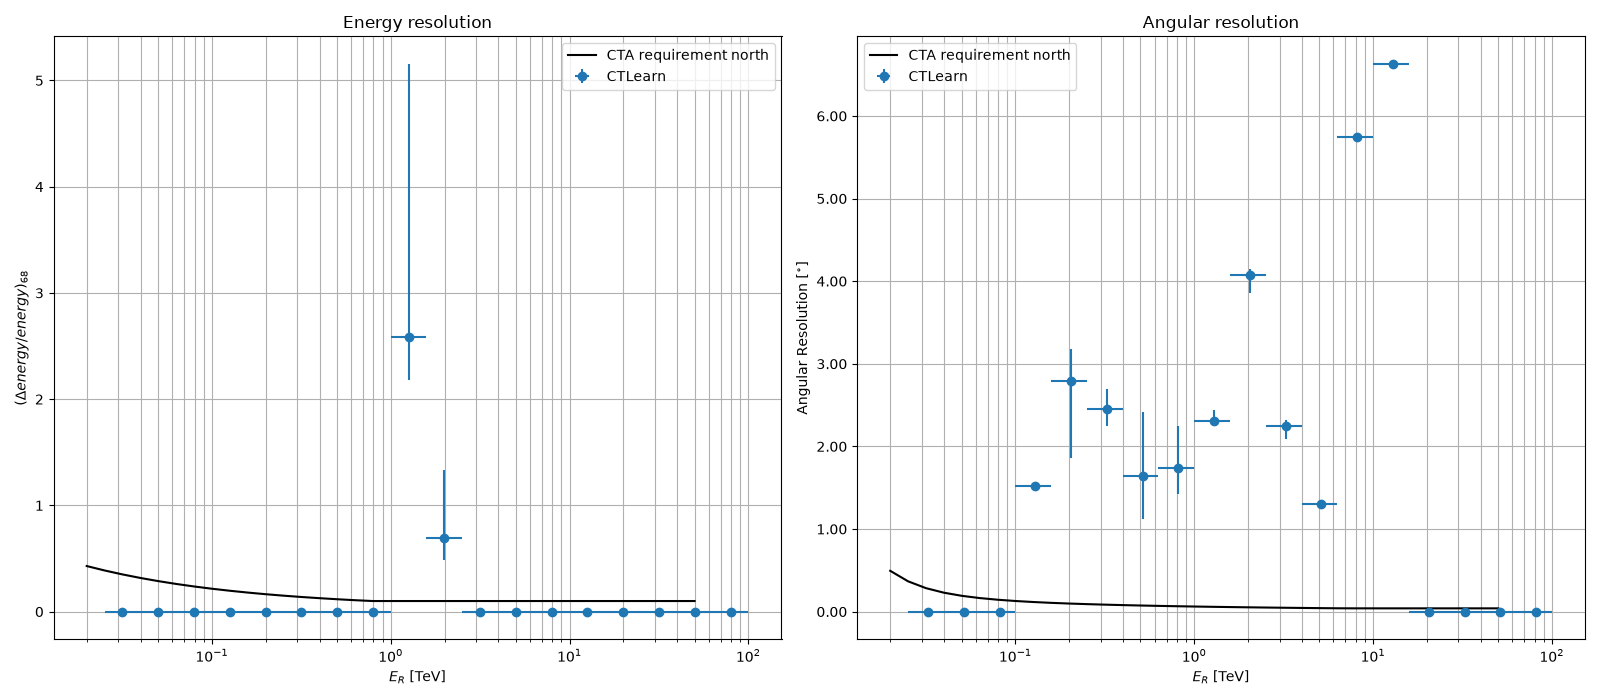 Energy resolution
CTA requirement north
CTLearn
5
4
3
2
1
0
(Δenergy/energy)₆₈
10⁻¹ 10⁰ 10¹ 10²
E_R [TeV]
Angular resolution
CTA requirement north
CTLearn
6.00
5.00
4.00
3.00
2.00
1.00
0.00
Angular Resolution [°]
10⁻¹ 10⁰ 10¹ 10²
E_R [TeV]